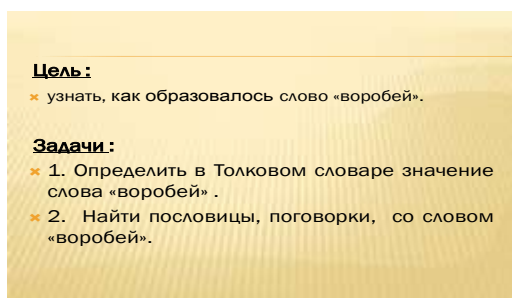 Цель :
узнать, как образовалось слово «воробей».
Задачи :
1. Определить в Толковом словаре значение
слова «воробей» .
2. Найти пословицы, поговорки, со словом
«воробей».